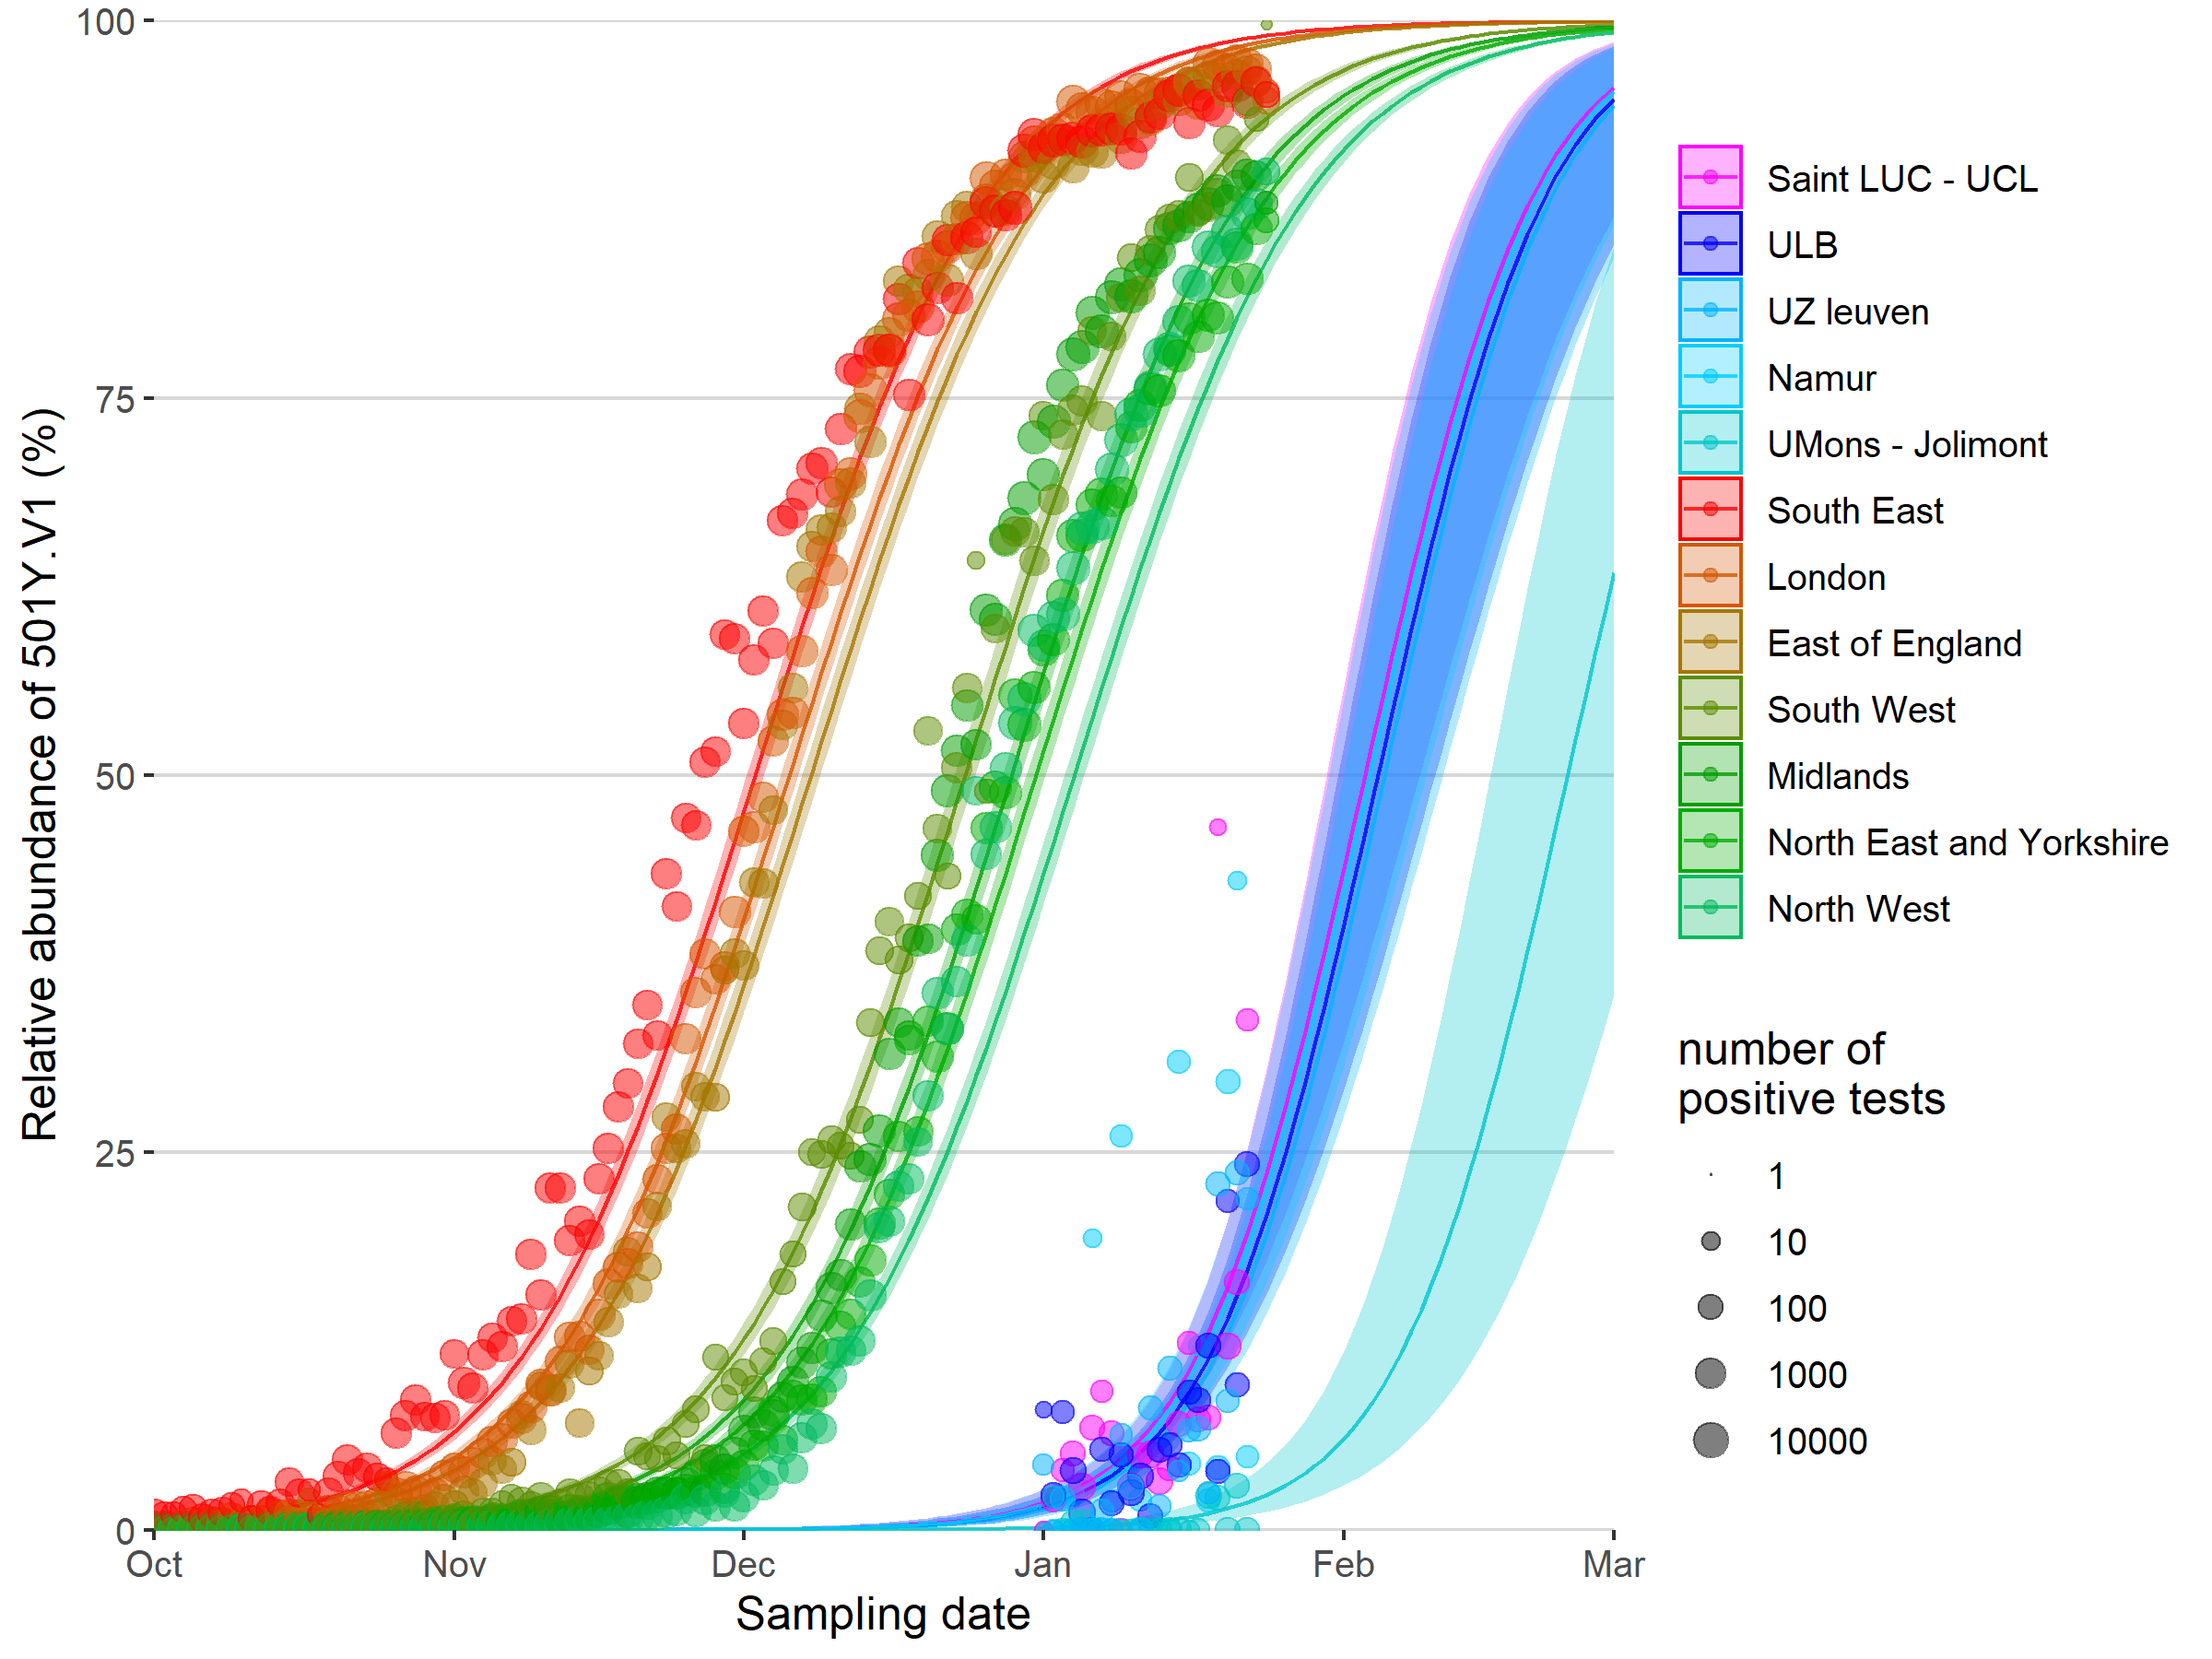 Relative abundance of 501Y.V1 (%)
100
75
50
25
0
Oct
Nov
Dec
Jan
Feb
Mar
Sampling date
Saint LUC - UCL
ULB
UZ leuven
Namur
UMons - Jolimont
South East
London
East of England
South West
Midlands
North East and Yorkshire
North West
number of
positive tests
1
10
100
1000
10000